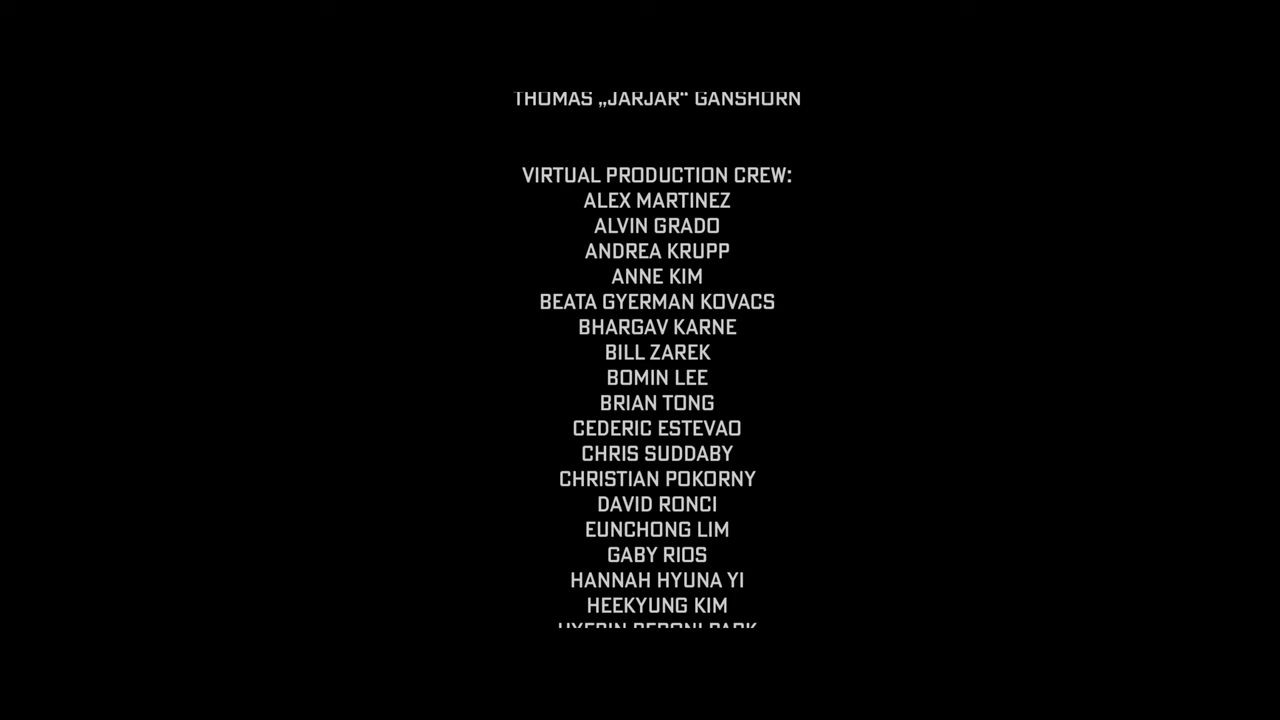 THOMAS „JARJAR“ GANSHORN
VIRTUAL PRODUCTION CREW:
ALEX MARTINEZ
ALVIN GRADO
ANDREA KRUPP
ANNE KIM
BEATA GYERMAN KOVACS
BHARGAV KARNE
BILL ZAREK
BOMIN LEE
BRIAN TONG
CEDERIC ESTEVAO
CHRIS SUDDABY
CHRISTIAN POKORNY
DAVID RONCI
EUNCHONG LIM
GABY RIOS
HANNAH HYUNA YI
HEEKYUNG KIM